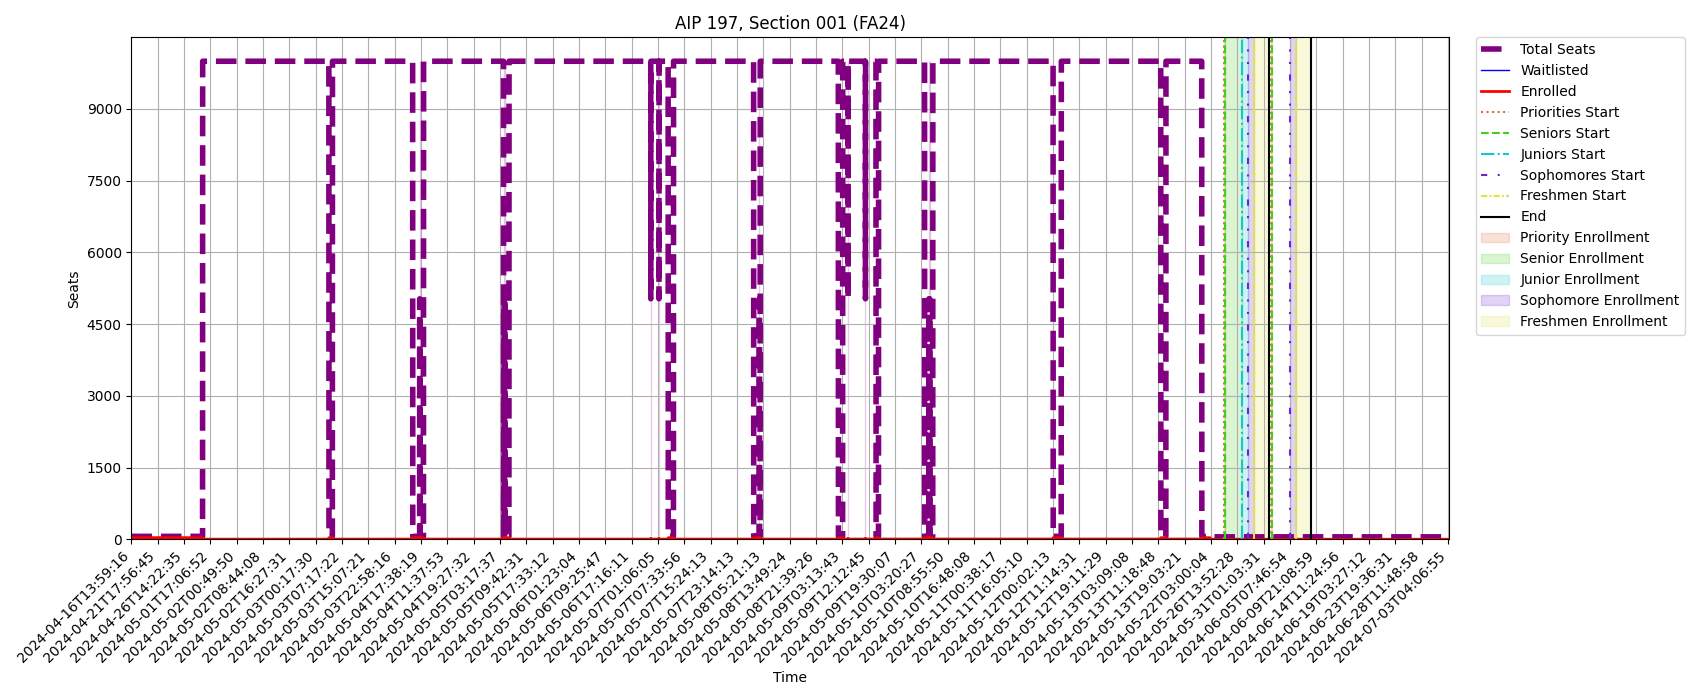 AIP 197, Section 001 (FA24)
Total Seats
Waitlisted
Enrolled
Priorities Start
Seniors Start
Juniors Start
Sophomores Start
Freshmen Start
End
Priority Enrollment
Senior Enrollment
Junior Enrollment
Sophomore Enrollment
Freshmen Enrollment
Seats
9000
7500
6000
4500
3000
1500
0
2024-04-16T13:59:16
2024-04-21T17:56:45
2024-04-26T14:22:35
2024-05-01T17:06:52
2024-05-02T00:49:50
2024-05-02T08:44:08
2024-05-02T16:27:31
2024-05-03T00:17:30
2024-05-03T07:17:22
2024-05-03T15:07:21
2024-05-03T22:58:16
2024-05-04T17:38:19
2024-05-04T11:37:53
2024-05-04T19:27:32
2024-05-05T03:17:37
2024-05-05T09:42:31
2024-05-05T17:33:12
2024-05-06T01:23:04
2024-05-06T09:25:47
2024-05-06T17:16:11
2024-05-07T01:06:05
2024-05-07T07:33:56
2024-05-07T15:24:13
2024-05-07T23:14:13
2024-05-08T05:21:13
2024-05-08T13:49:24
2024-05-08T21:39:26
2024-05-09T03:13:43
2024-05-09T12:12:45
2024-05-09T19:30:07
2024-05-10T03:20:27
2024-05-10T08:55:50
2024-05-10T16:48:08
2024-05-11T00:38:17
2024-05-11T16:05:10
2024-05-12T00:02:13
2024-05-12T11:14:31
2024-05-12T19:11:29
2024-05-13T03:09:08
2024-05-13T11:18:48
2024-05-13T19:03:21
2024-05-22T03:00:04
2024-05-26T13:52:28
2024-05-31T01:03:31
2024-06-05T07:46:54
2024-06-09T21:08:59
2024-06-14T11:24:56
2024-06-19T03:27:12
2024-06-23T19:36:31
2024-06-28T11:48:58
2024-07-03T04:06:55
Time